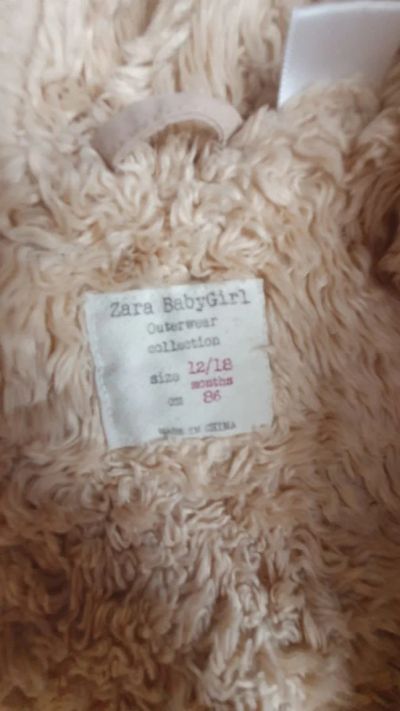 Zara BabyGirl
Outerwear
collection
size 12/18
months
cm 86
MADE IN CHINA